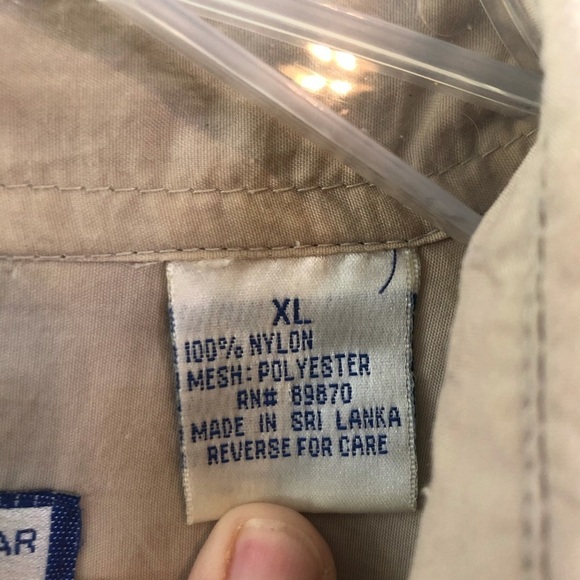 XL
100% NYLON
MESH: POLYESTER
RN# 89870
MADE IN SRI LANKA
REVERSE FOR CARE
AR